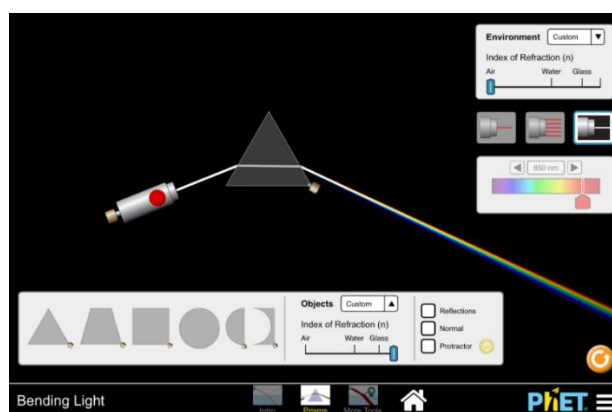 Environment Custom
Index of Refraction (n)
Air Water Glass
650 nm
Objects Custom
Index of Refraction (n)
Air Water Glass
Reflections
Normal
Protractor
Bending Light
Intro Prisms More Tools
PhET